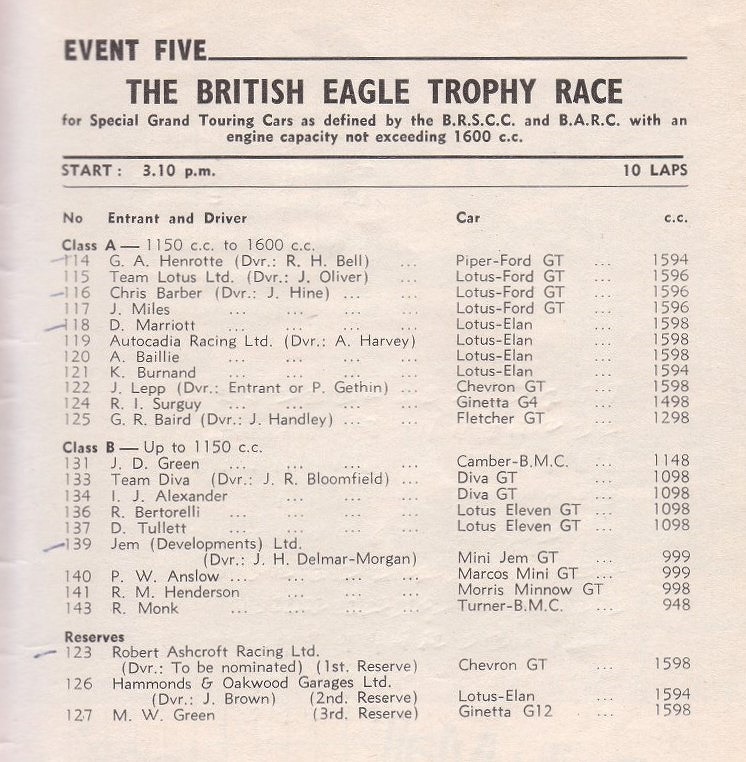 EVENT FIVE
THE BRITISH EAGLE TROPHY RACE
for Special Grand Touring Cars as defined by the B.R.S.C.C. and B.A.R.C. with an
engine capacity not exceeding 1600 c.c.
START : 3.10 p.m. 10 LAPS
No Entrant and Driver Car c.c.
Class A — 1150 c.c. to 1600 c.c.
114 G. A. Henrotte (Dvr.: R. H. Bell) ... Piper-Ford GT ... 1594
115 Team Lotus Ltd. (Dvr.: J. Oliver) ... Lotus-Ford GT ... 1596
116 Chris Barber (Dvr.: J. Hine) ... ... Lotus-Ford GT ... 1596
117 J. Miles ... ... ... ... Lotus-Ford GT ... 1596
118 D. Marriott ... ... ... ... Lotus-Elan ... 1598
119 Autocadia Racing Ltd. (Dvr.: A. Harvey) Lotus-Elan ... 1598
120 A. Baillie ... ... ... ... Lotus-Elan ... 1598
121 K. Burnand ... ... ... ... Lotus-Elan ... 1594
122 J. Lepp (Dvr.: Entrant or P. Gethin) ... Chevron GT ... 1598
124 R. I. Surguy ... ... ... ... Ginetta G4 ... 1498
125 G. R. Baird (Dvr.: J. Handley) ... ... Fletcher GT ... 1298
Class B — Up to 1150 c.c.
131 J. D. Green ... ... ... ... Camber-B.M.C. ... 1148
133 Team Diva (Dvr.: J. R. Bloomfield) ... Diva GT ... 1098
134 I. J. Alexander ... ... ... Diva GT ... 1098
136 R. Bertorelli ... ... ... ... Lotus Eleven GT ... 1098
137 D. Tullett ... ... ... ... Lotus Eleven GT ... 1098
139 Jem (Developments) Ltd.
(Dvr.: J. H. Delmar-Morgan) Mini Jem GT ... 999
140 P. W. Anslow ... ... ... ... Marcos Mini GT ... 999
141 R. M. Henderson ... ... ... Morris Minnow GT 998
143 R. Monk ... ... ... ... Turner-B.M.C. ... 948
Reserves
123 Robert Ashcroft Racing Ltd.
(Dvr.: To be nominated) (1st. Reserve) Chevron GT ... 1598
126 Hammonds & Oakwood Garages Ltd.
(Dvr.: J. Brown) (2nd. Reserve) Lotus-Elan ... 1594
127 M. W. Green (3rd. Reserve) Ginetta G12 ... 1598